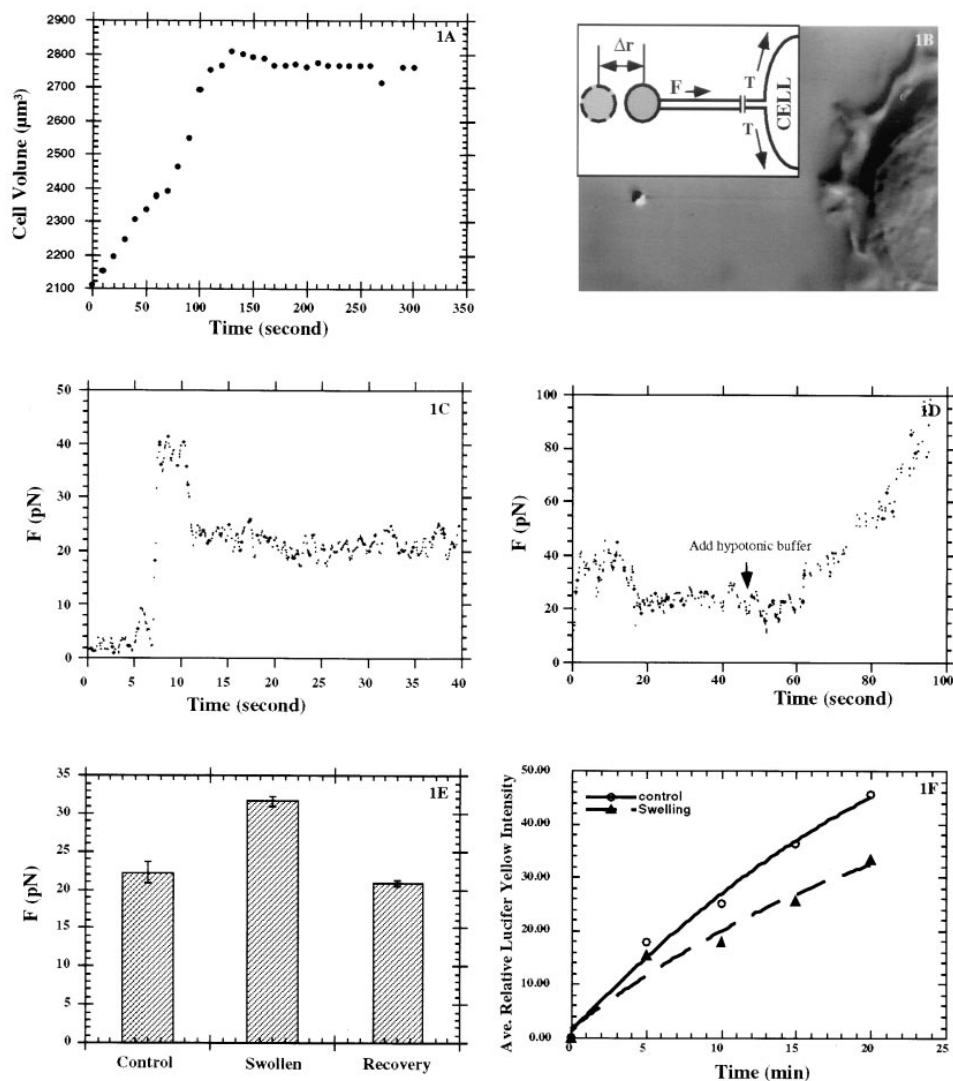 1A
Cell Volume (µm³)
2900
2800
2700
2600
2500
2400
2300
2200
2100
0 50 100 150 200 250 300 350
Time (second)
1B
Δr
F
T
T
CELL
1C
F (pN)
50
40
30
20
10
0
0 5 10 15 20 25 30 35 40
Time (second)
1D
F (pN)
100
80
60
40
20
0
Add hypotonic buffer
0 20 40 60 80 100
Time (second)
1E
F (pN)
35
30
25
20
15
10
5
0
Control Swollen Recovery
1F
Ave. Relative Lucifer Yellow Intensity
50.00
40.00
30.00
20.00
10.00
0.00
control
Swelling
0 5 10 15 20 25
Time (min)